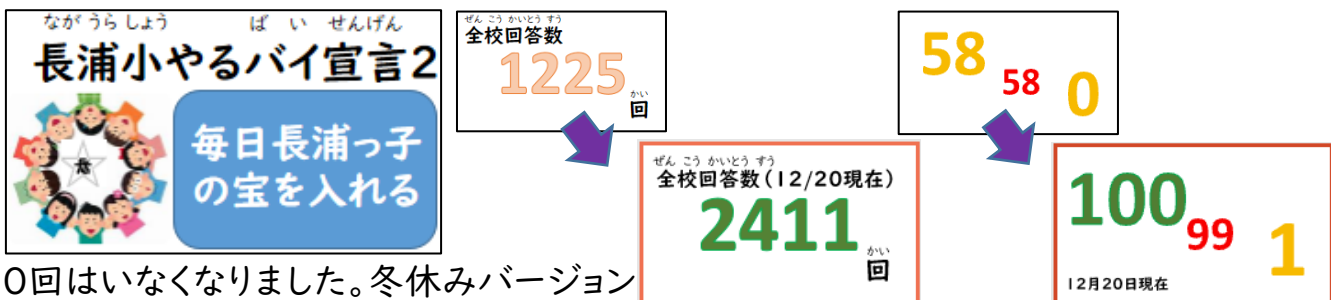 ながうらしょう ば い せんげん
長浦小やるバイ宣言2
毎日長浦っ子
の宝を入れる
ぜん こう かいとう すう
全校回答数
1225
かい
回
58 58 0
ぜん こう かいとう すう
全校回答数(12/20現在)
2411
かい
回
100 99 1
12月20日現在
0回はいなくなりました。冬休みバージョン